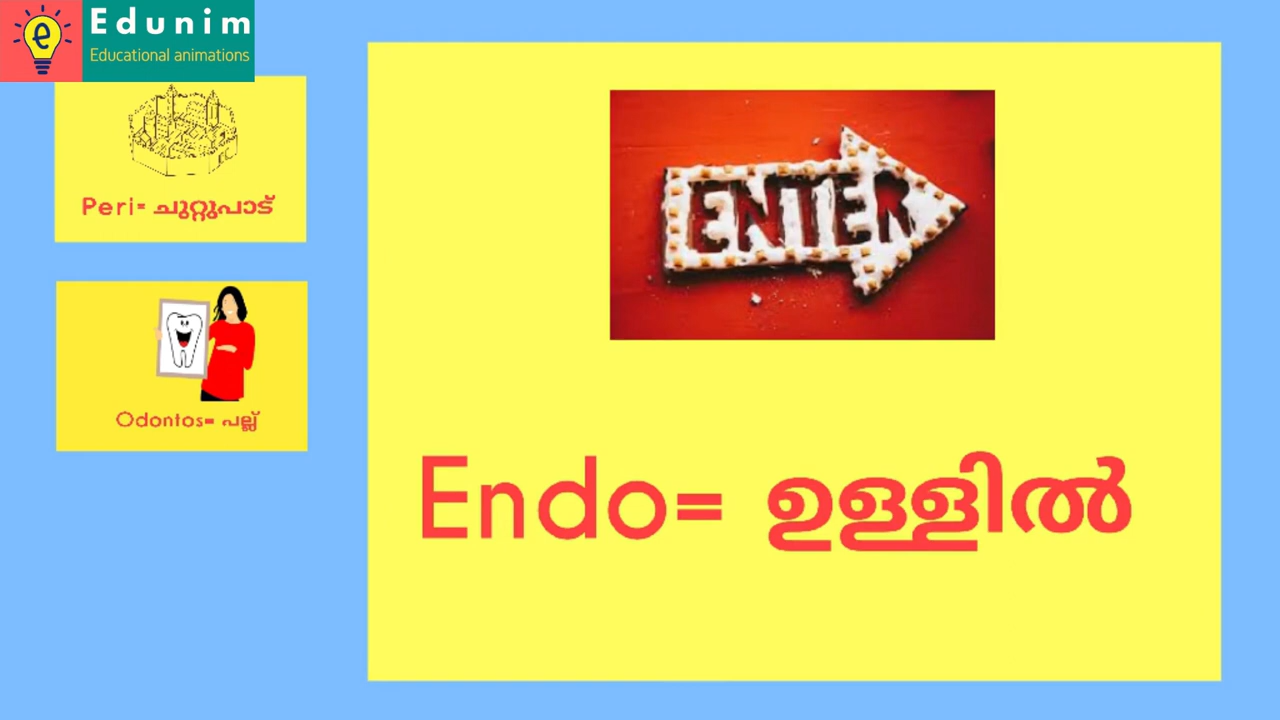 e
Edunim
Educational animations
Peri= ചുറ്റുപാട്
Odontos= പല്ല്
ENTER
Endo= ഉള്ളിൽ